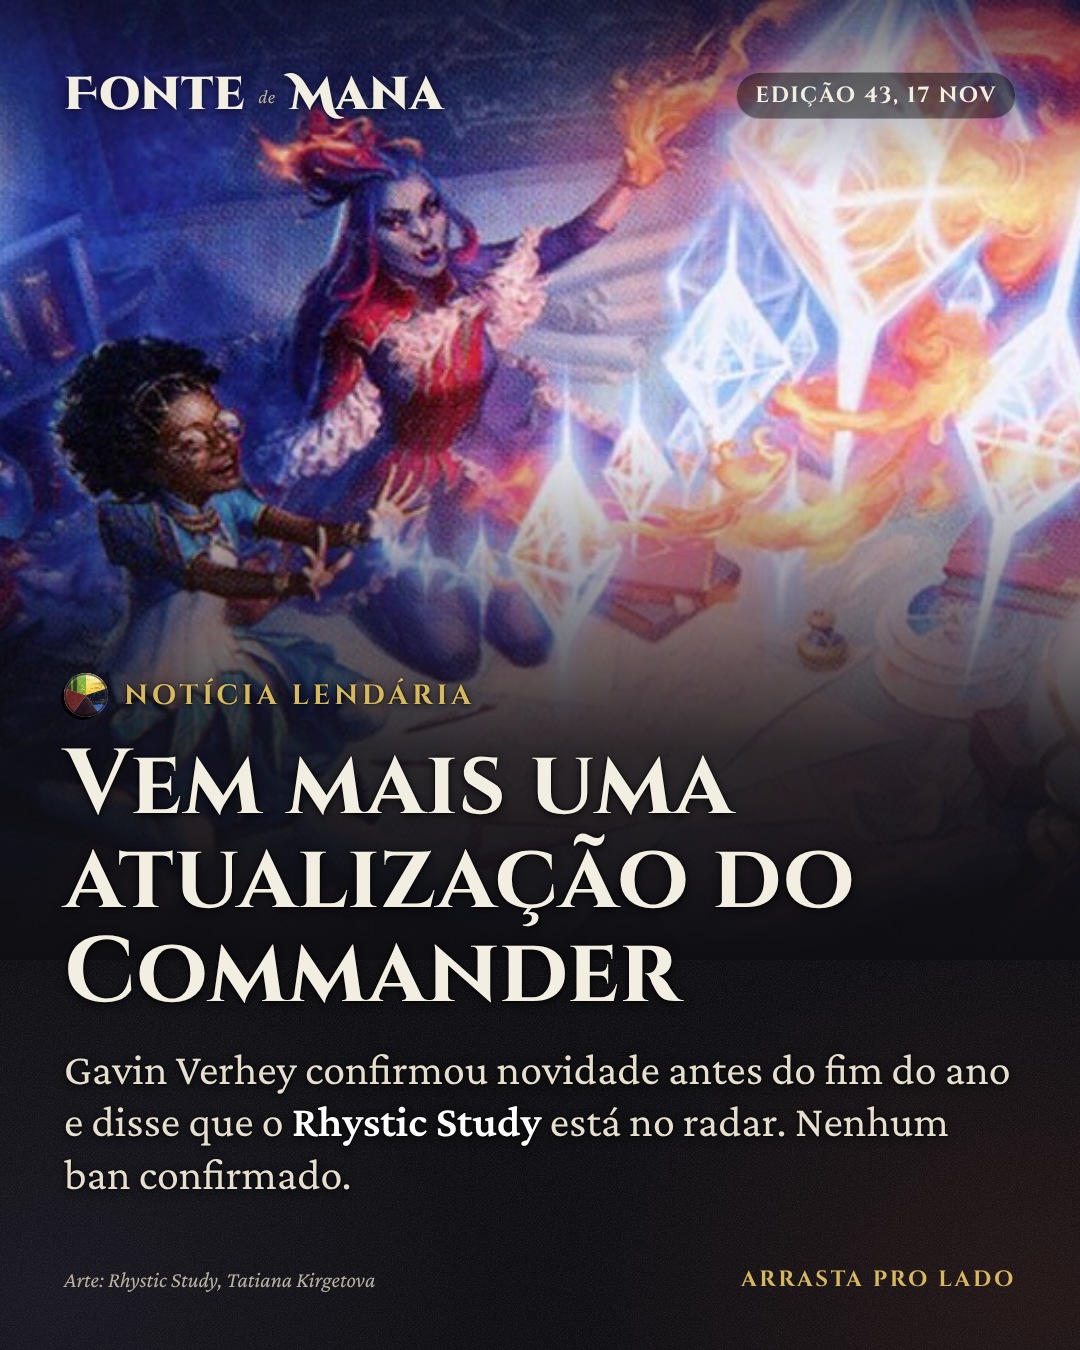 Fonte de Mana
EDIÇÃO 43, 17 NOV
NOTÍCIA LENDÁRIA
Vem mais uma
atualização do
Commander
Gavin Verhey confirmou novidade antes do fim do ano
e disse que o Rhystic Study está no radar. Nenhum
ban confirmado.
Arte: Rhystic Study, Tatiana Kirgetova
ARRASTA PRO LADO